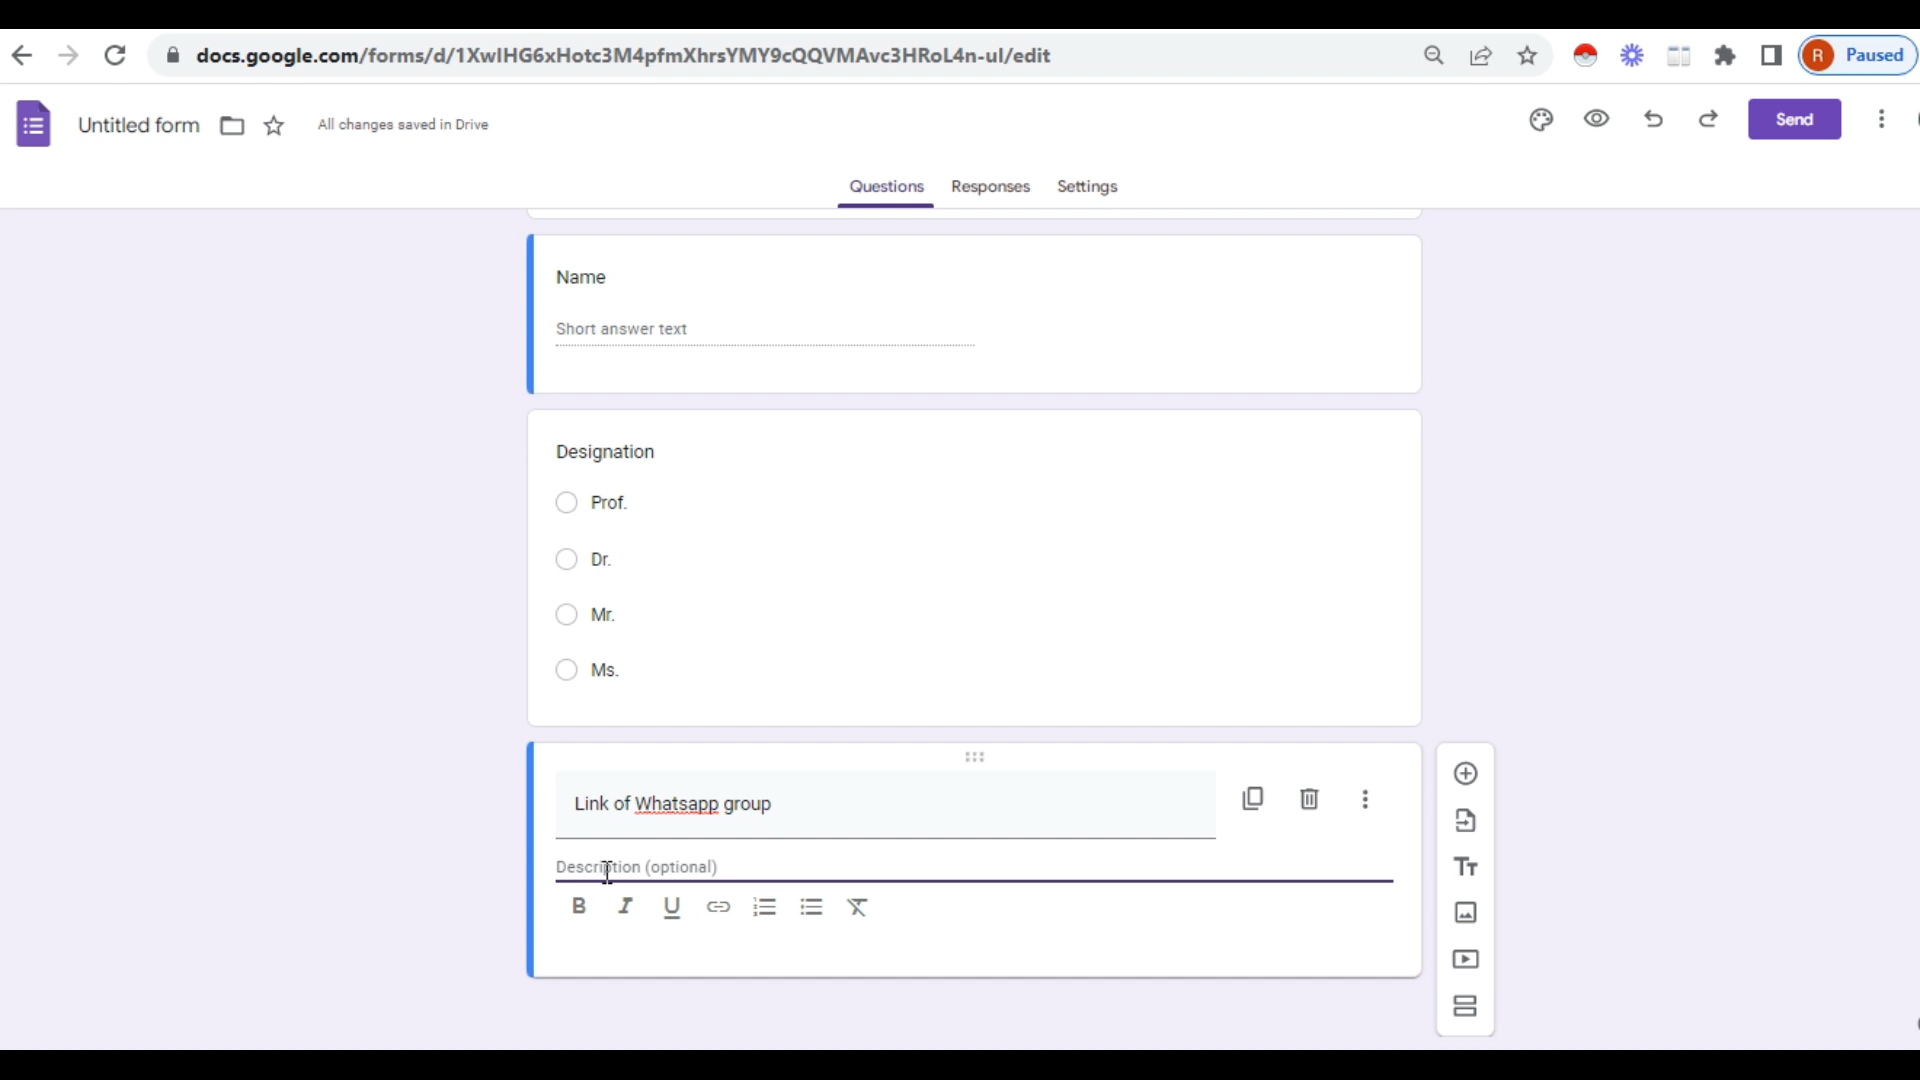 docs.google.com/forms/d/1XwlHG6xHotc3M4pfmXhrsYMY9cQQVMAvc3HRoL4n-uI/edit
R Paused
Untitled form
All changes saved in Drive
Send
Questions Responses Settings
Name
Short answer text
Designation
Prof.
Dr.
Mr.
Ms.
Link of Whatsapp group
Description (optional)